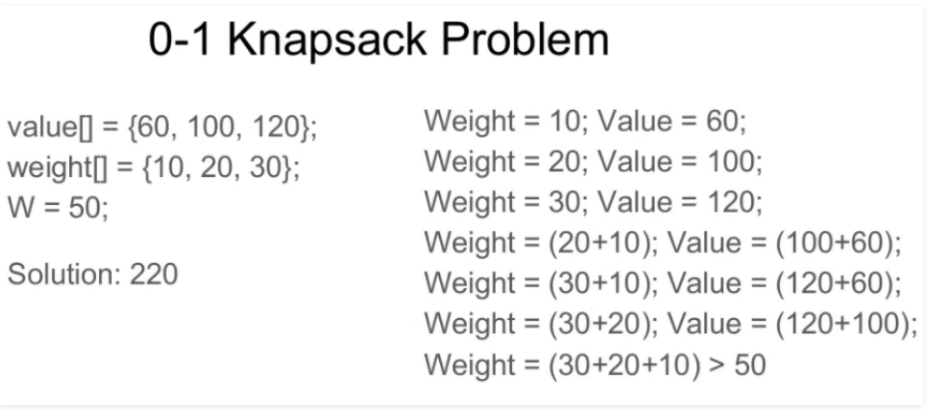 0-1 Knapsack Problem
value[] = {60, 100, 120};
weight[] = {10, 20, 30};
W = 50;
Solution: 220
Weight = 10; Value = 60;
Weight = 20; Value = 100;
Weight = 30; Value = 120;
Weight = (20+10); Value = (100+60);
Weight = (30+10); Value = (120+60);
Weight = (30+20); Value = (120+100);
Weight = (30+20+10) > 50